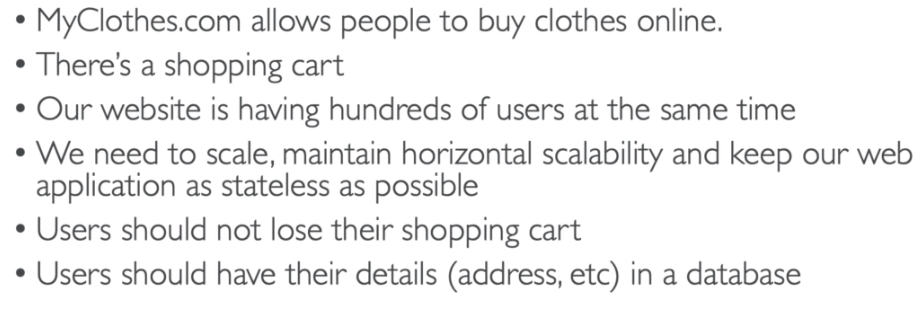 • MyClothes.com allows people to buy clothes online.
• There's a shopping cart
• Our website is having hundreds of users at the same time
• We need to scale, maintain horizontal scalability and keep our web
application as stateless as possible
• Users should not lose their shopping cart
• Users should have their details (address, etc) in a database